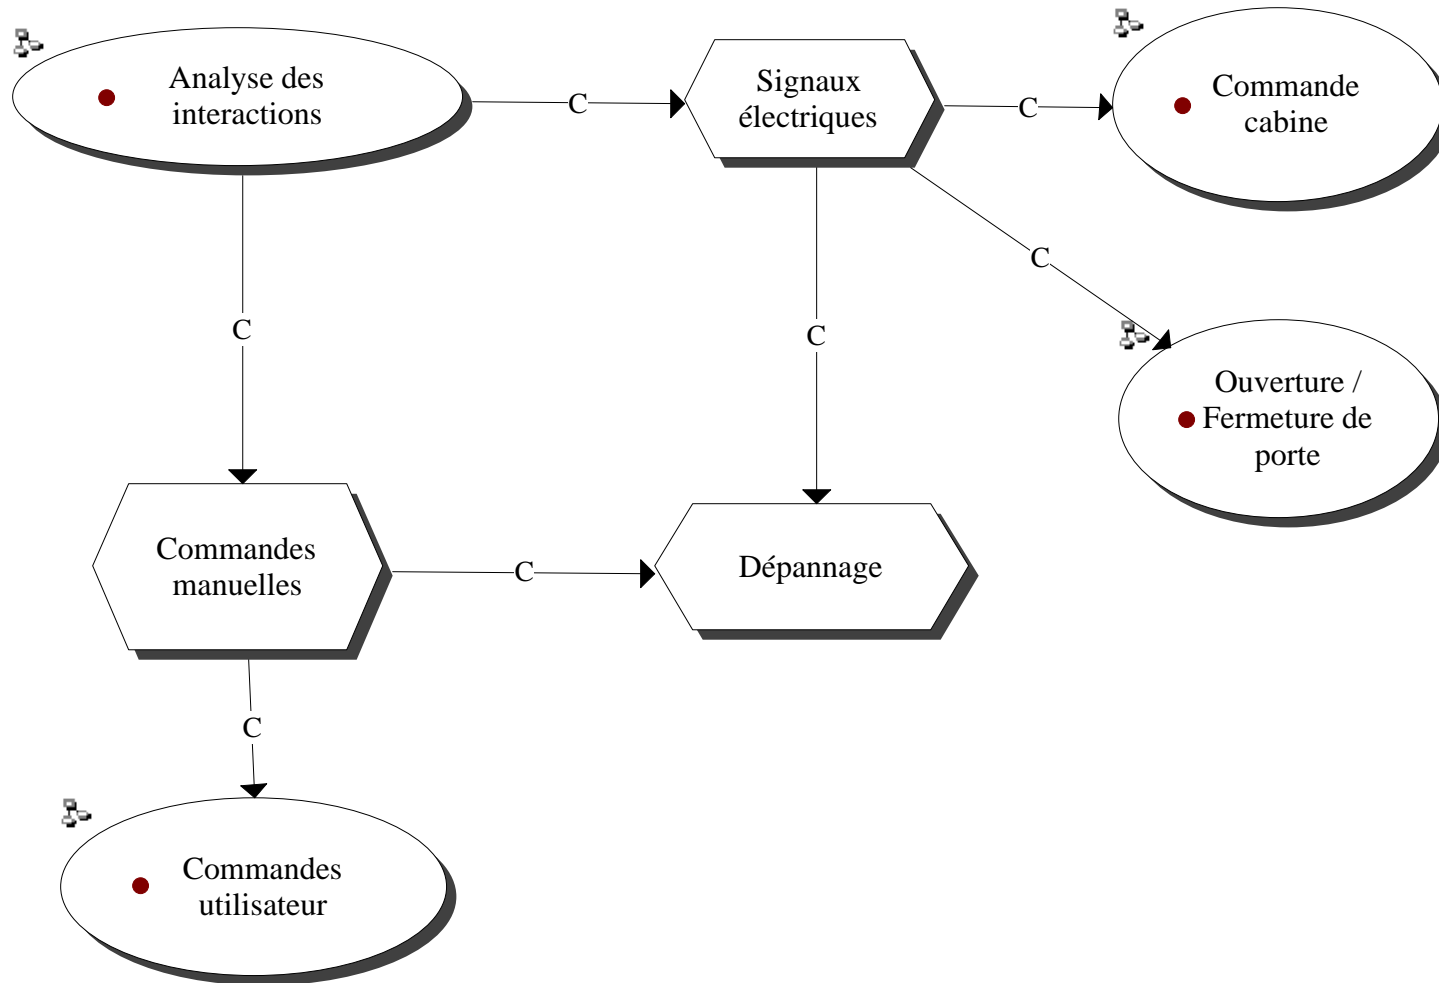 Analyse des
interactions
C
Signaux
électriques
C
Commande
cabine
C
Ouverture /
Fermeture de
porte
C
C
Commandes
manuelles
C
Dépannage
C
Commandes
utilisateur